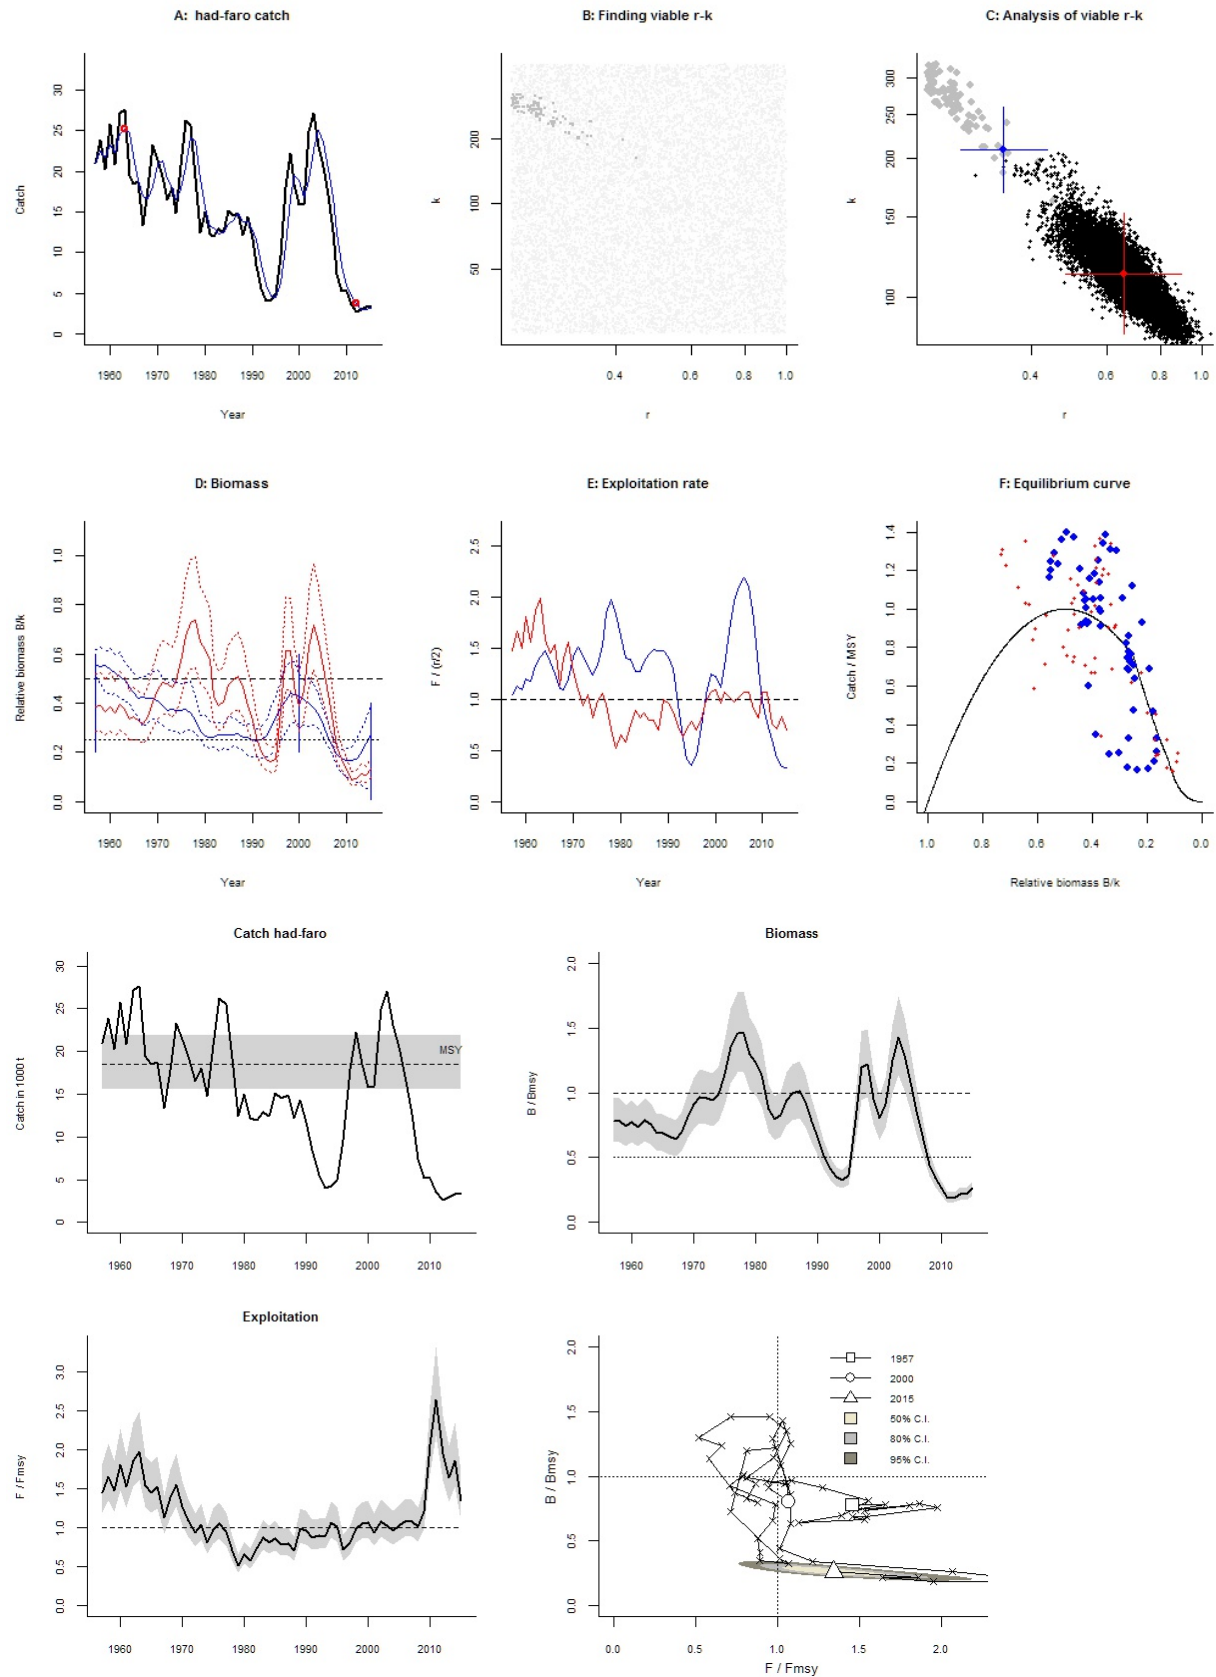 A: had-faro catch
B: Finding viable r-k
C: Analysis of viable r-k
Catch
0 5 10 15 20 25 30
1960 1970 1980 1990 2000 2010
Year
k
50 100 200
0.4 0.6 0.8 1.0
r
k
100 150 200 250 300
0.4 0.6 0.8 1.0
r
D: Biomass
E: Exploitation rate
F: Equilibrium curve
Relative biomass B/k
0.0 0.2 0.4 0.6 0.8 1.0
1960 1970 1980 1990 2000 2010
Year
F / (r/2)
0.0 0.5 1.0 1.5 2.0 2.5
1960 1970 1980 1990 2000 2010
Year
Catch / MSY
0.0 0.2 0.4 0.6 0.8 1.0 1.2 1.4
1.0 0.8 0.6 0.4 0.2 0.0
Relative biomass B/k
Catch had-faro
Biomass
Catch in 1000 t
0 5 10 15 20 25 30
MSY
1960 1970 1980 1990 2000 2010
B / Bmsy
0.0 0.5 1.0 1.5 2.0
1960 1970 1980 1990 2000 2010
Exploitation
F / Fmsy
0.0 0.5 1.0 1.5 2.0 2.5 3.0
1960 1970 1980 1990 2000 2010
B / Bmsy
0.0 0.5 1.0 1.5 2.0
1957
2000
2015
50% C.I.
80% C.I.
95% C.I.
0.0 0.5 1.0 1.5 2.0
F / Fmsy